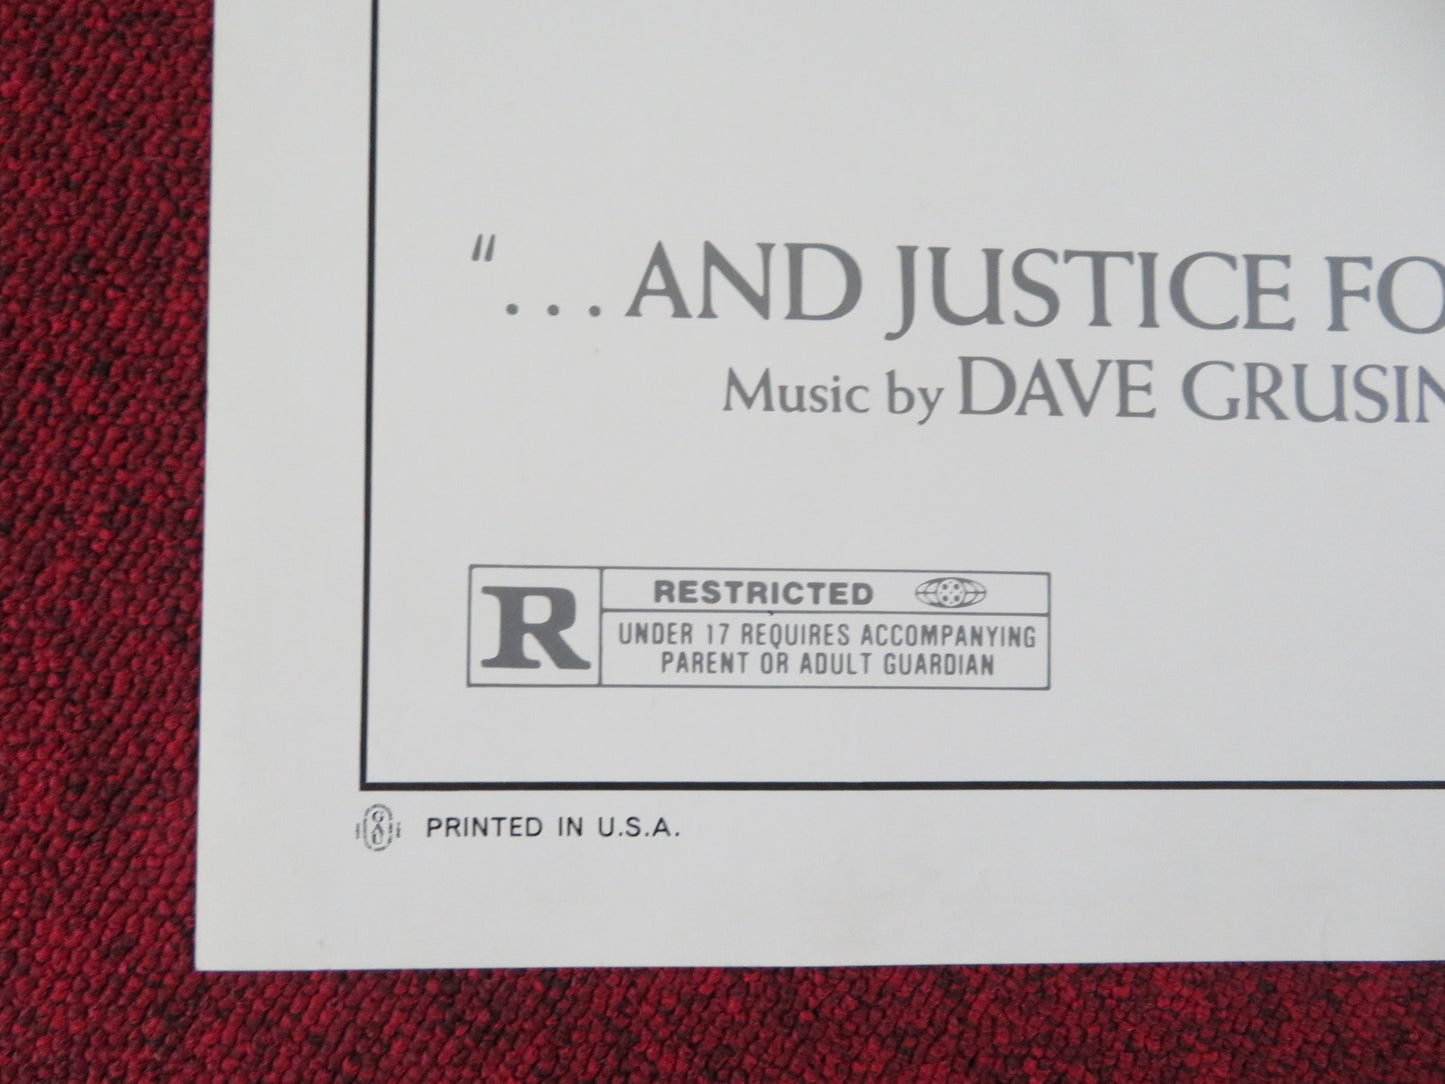 "...AND JUSTICE FO
Music by DAVE GRUSIN
R
RESTRICTED
UNDER 17 REQUIRES ACCOMPANYING
PARENT OR ADULT GUARDIAN
PRINTED IN U.S.A.